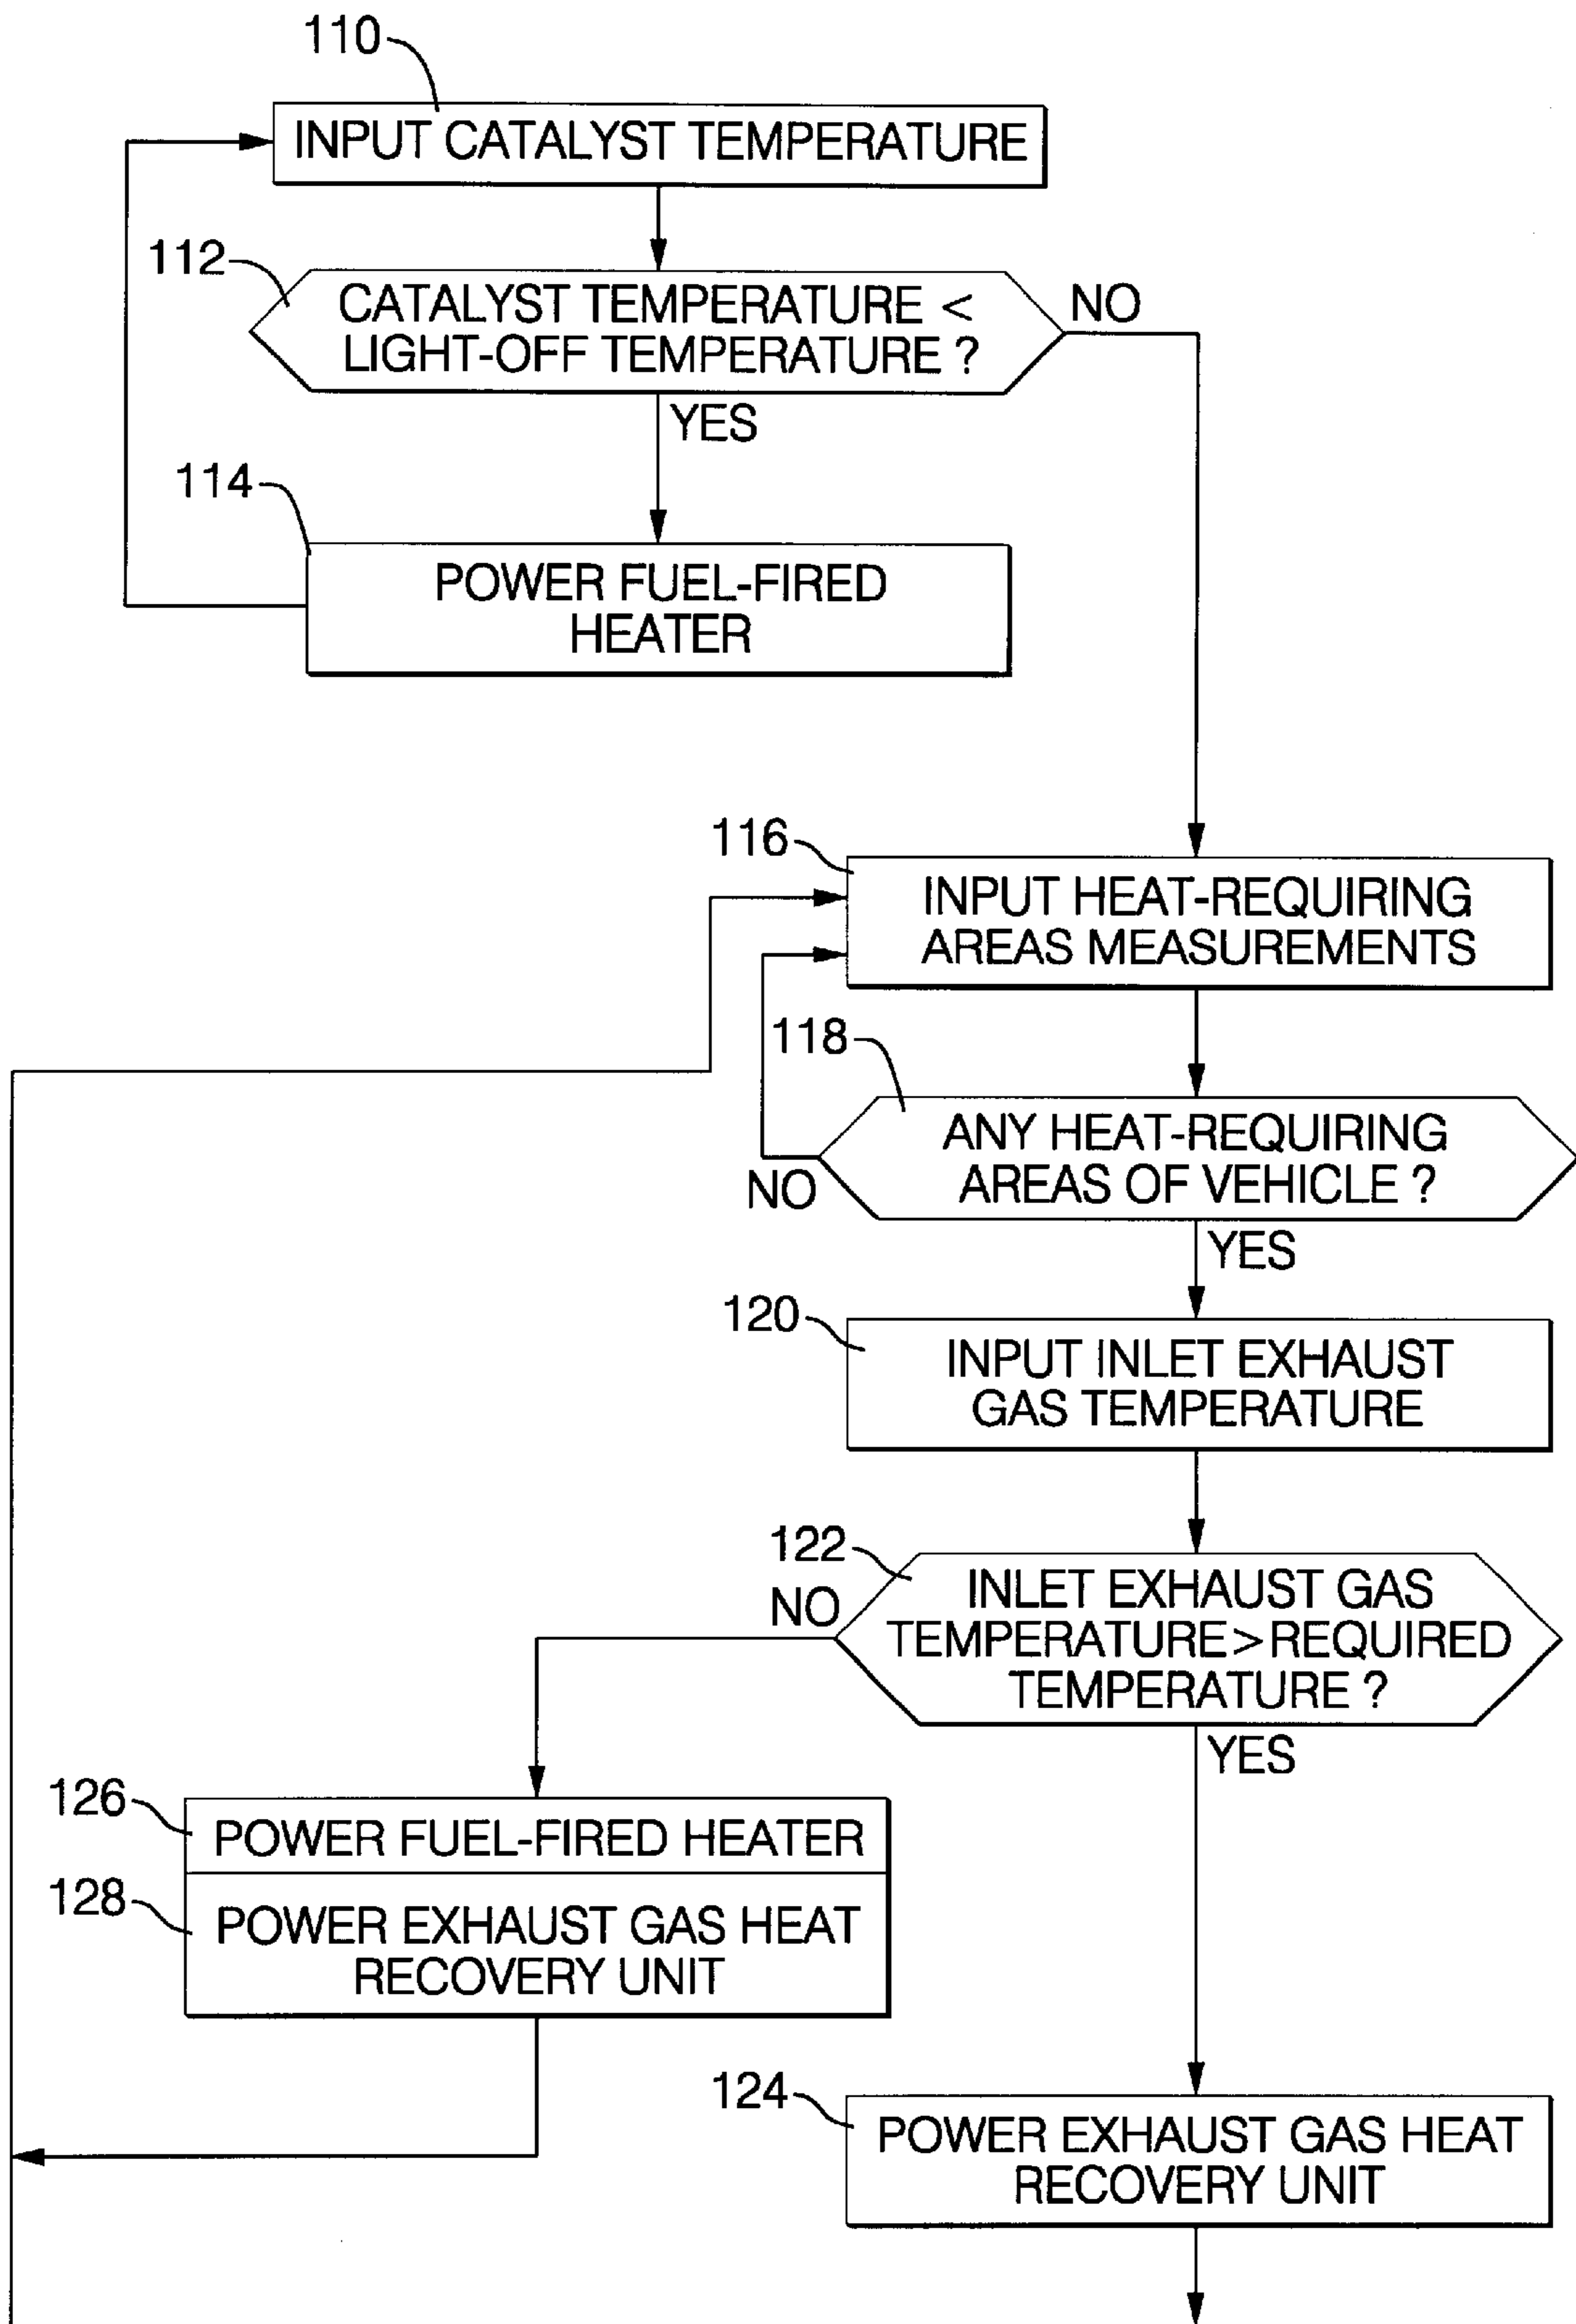 110
INPUT CATALYST TEMPERATURE
112
CATALYST TEMPERATURE <
LIGHT-OFF TEMPERATURE ?
NO
YES
114
POWER FUEL-FIRED
HEATER
116
INPUT HEAT-REQUIRING
AREAS MEASUREMENTS
118
ANY HEAT-REQUIRING
AREAS OF VEHICLE ?
NO
YES
120
INPUT INLET EXHAUST
GAS TEMPERATURE
122
INLET EXHAUST GAS
TEMPERATURE > REQUIRED
TEMPERATURE ?
NO
YES
126
POWER FUEL-FIRED HEATER
128
POWER EXHAUST GAS HEAT
RECOVERY UNIT
124
POWER EXHAUST GAS HEAT
RECOVERY UNIT